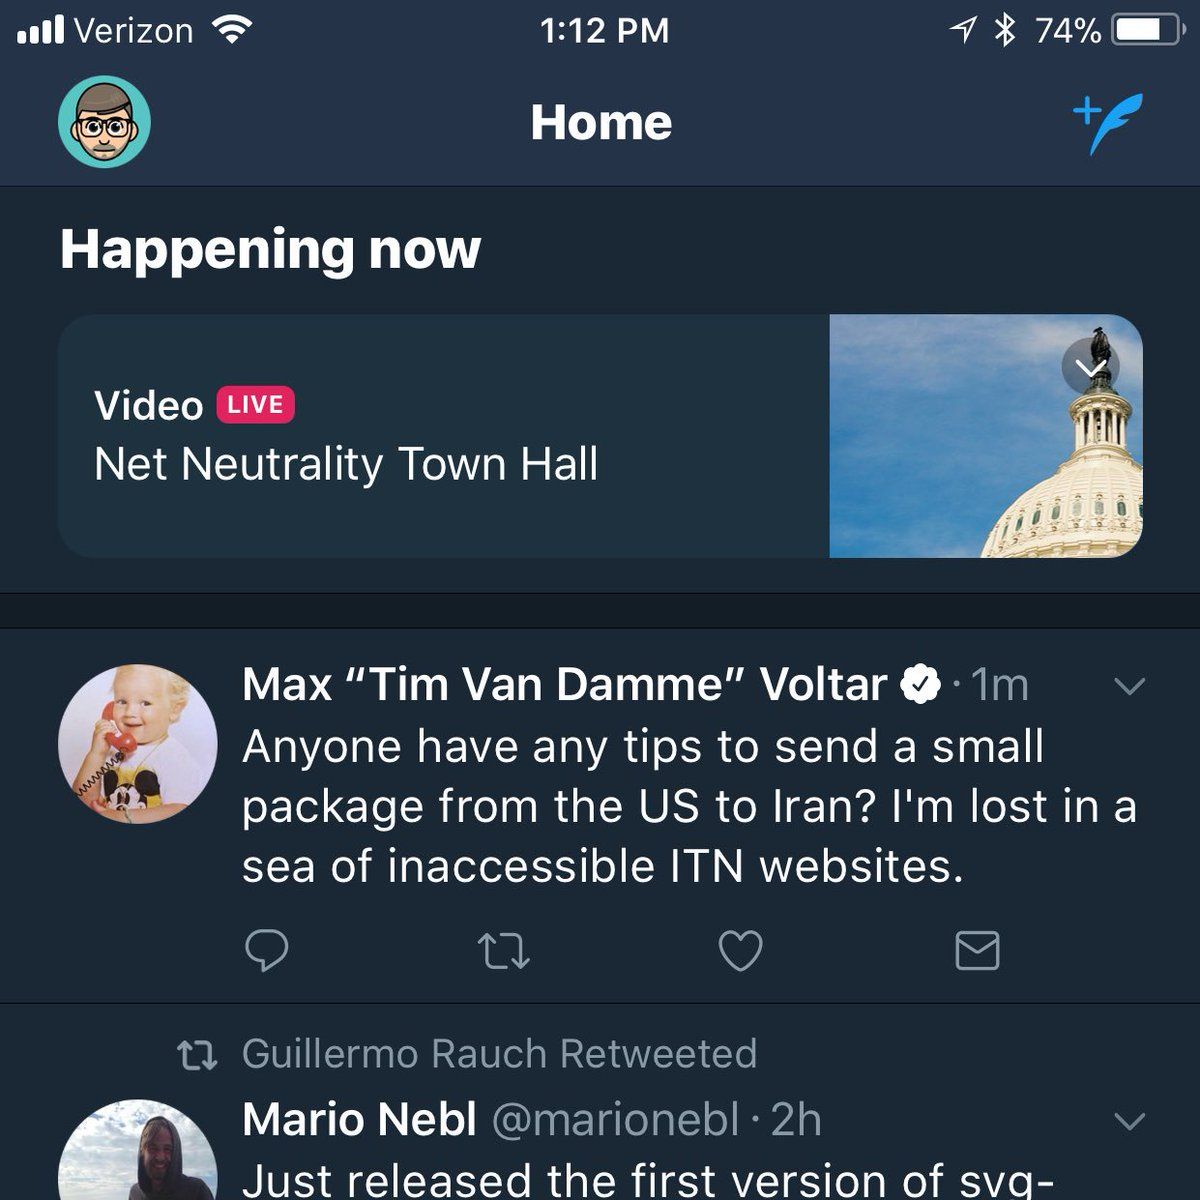 Verizon 1:12 PM 74%
Home
Happening now
Video LIVE
Net Neutrality Town Hall
Max “Tim Van Damme” Voltar · 1m
Anyone have any tips to send a small
package from the US to Iran? I'm lost in a
sea of inaccessible ITN websites.
Guillermo Rauch Retweeted
Mario Nebl @marionebl · 2h
Just released the first version of svg-